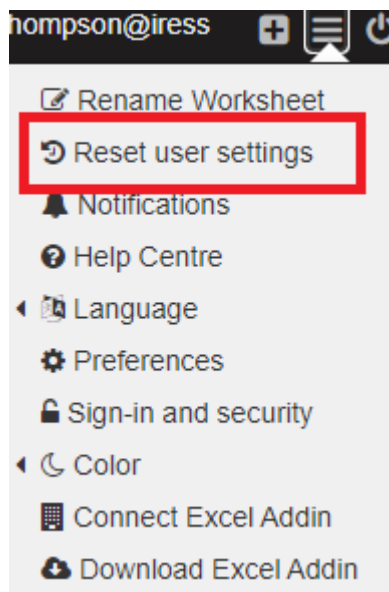 hompson@iress
Rename Worksheet
Reset user settings
Notifications
Help Centre
Language
Preferences
Sign-in and security
Color
Connect Excel Addin
Download Excel Addin